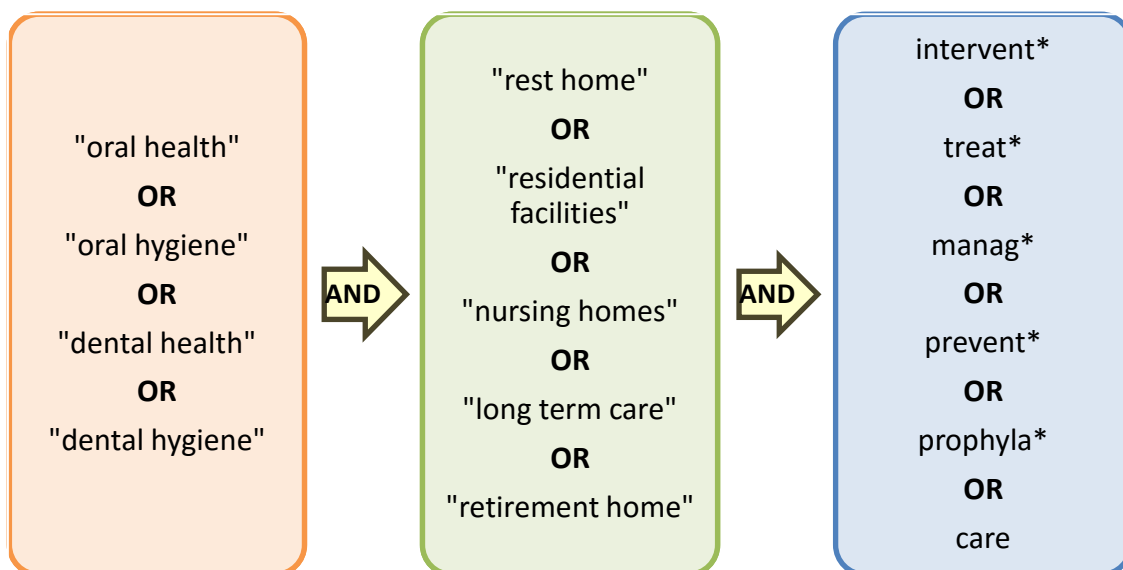 "oral health"
OR
"oral hygiene"
OR
"dental health"
OR
"dental hygiene"
AND
"rest home"
OR
"residential
facilities"
OR
"nursing homes"
OR
"long term care"
OR
"retirement home"
AND
intervent*
OR
treat*
OR
manag*
OR
prevent*
OR
prophyla*
OR
care